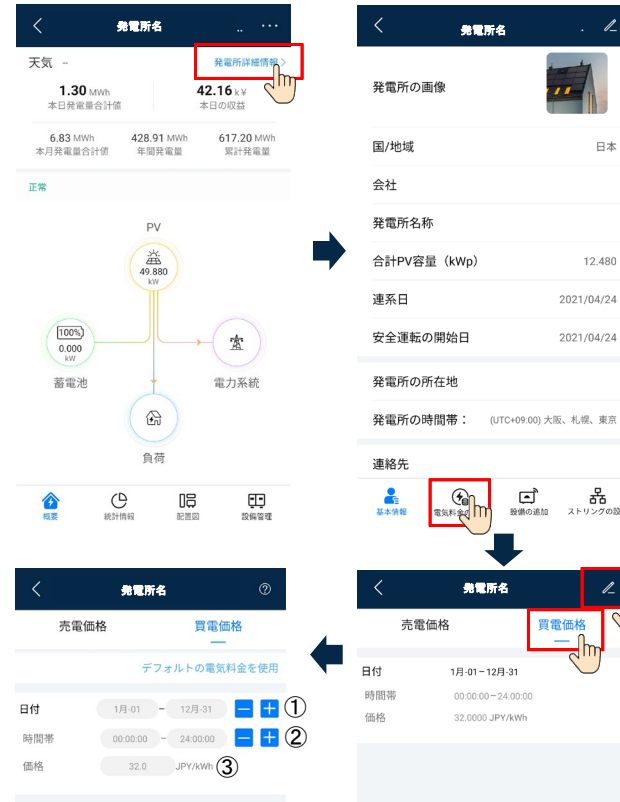 発電所名
天気 --
発電所詳細情報
1.30 MWh
本日発電量合計値
42.16 k¥
本日の収益
6.83 MWh
本月発電量合計値
428.91 MWh
年間発電量
617.20 MWh
累計発電量
正常
PV
49.880
kW
100%
0.000
kW
蓄電池
電力系統
負荷
概要
統計情報
配置図
設備管理
発電所名
発電所の画像
国/地域 日本
会社
発電所名称
合計PV容量（kWp） 12.480
連系日 2021/04/24
安全運転の開始日 2021/04/24
発電所の所在地
発電所の時間帯： (UTC+09:00) 大阪、札幌、東京
連絡先
基本情報
電気料金の
設備の追加
ストリングの設
発電所名
売電価格 買電価格
日付 1月-01－12月-31
時間帯 00:00:00－24:00:00
価格 32.0000 JPY/kWh
発電所名
売電価格 買電価格
デフォルトの電気料金を使用
日付 1月-01 － 12月-31 ①
時間帯 00:00:00 － 24:00:00 ②
価格 32.0 JPY/kWh ③